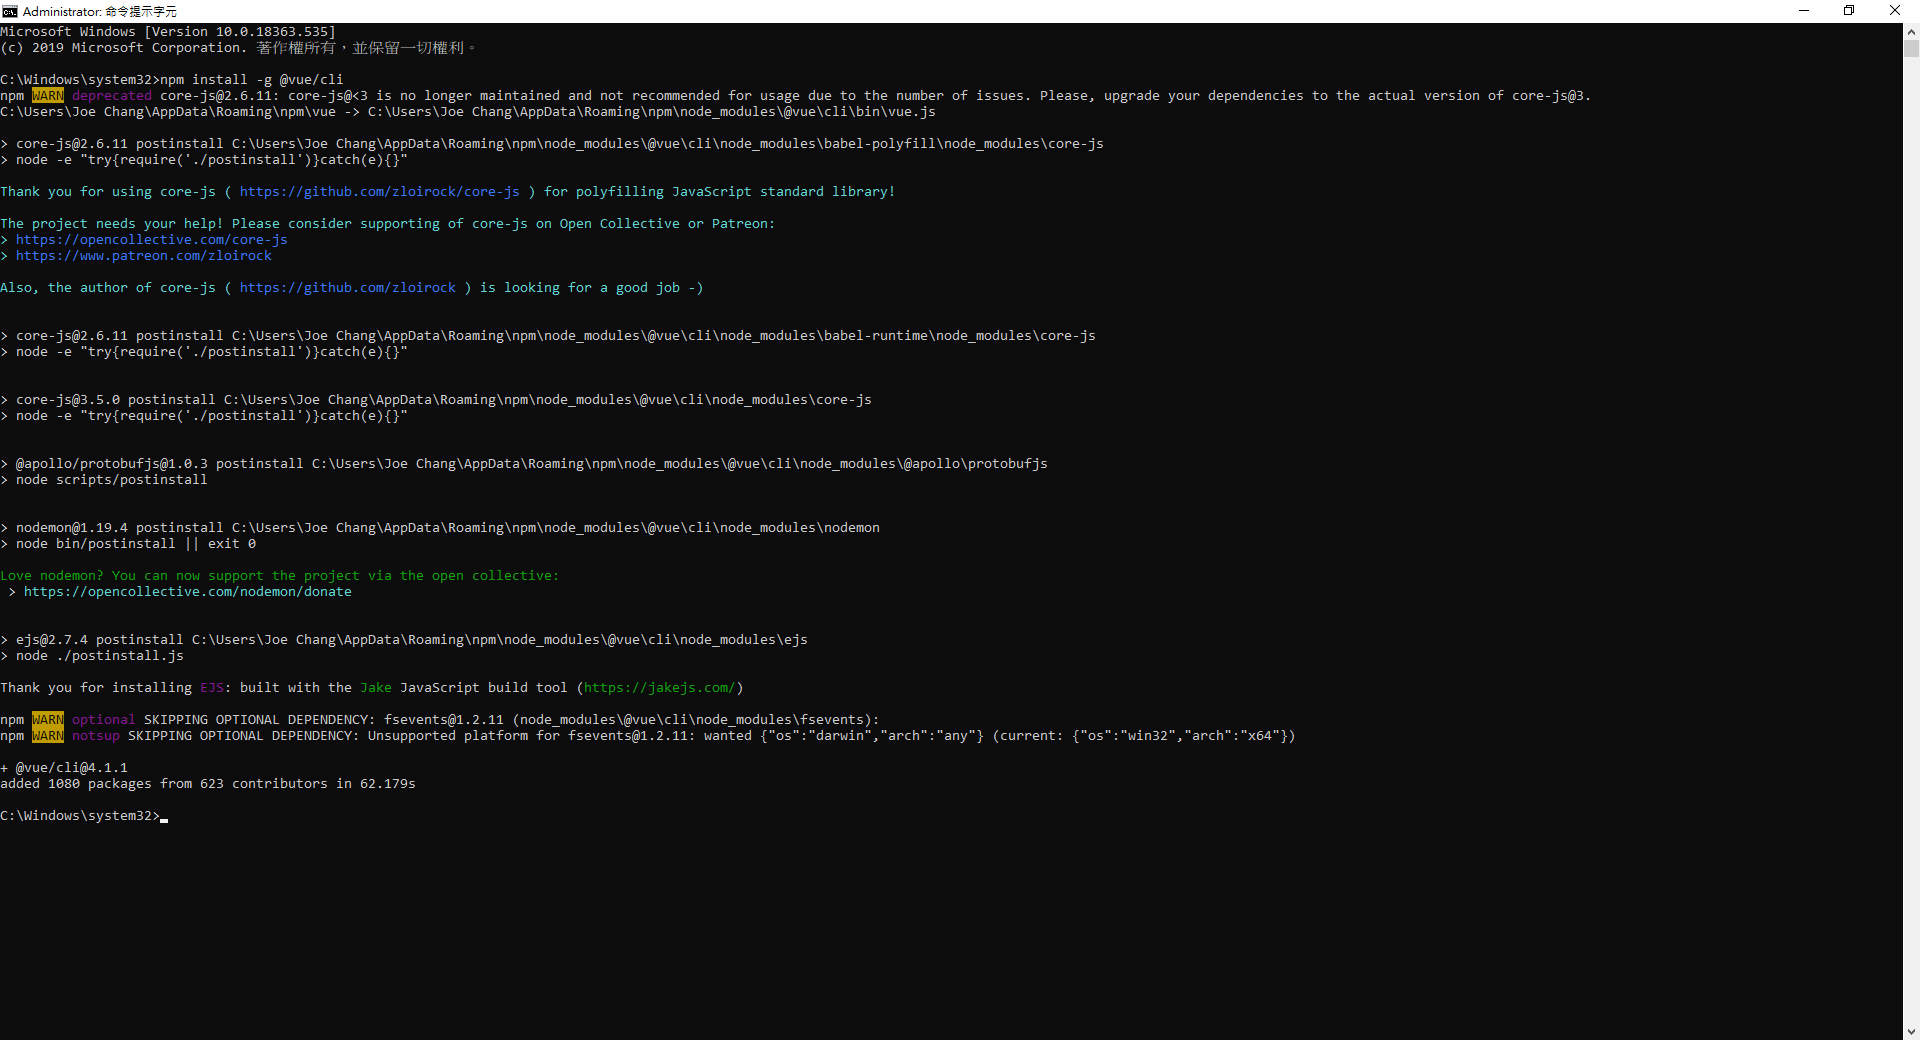 Administrator: 命令提示字元
Microsoft Windows [Version 10.0.18363.535]
(c) 2019 Microsoft Corporation. 著作權所有，並保留一切權利。
C:\Windows\system32>npm install -g @vue/cli
npm WARN deprecated core-js@2.6.11: core-js@<3 is no longer maintained and not recommended for usage due to the number of issues. Please, upgrade your dependencies to the actual version of core-js@3.
C:\Users\Joe Chang\AppData\Roaming\npm\vue -> C:\Users\Joe Chang\AppData\Roaming\npm\node_modules\@vue\cli\bin\vue.js
> core-js@2.6.11 postinstall C:\Users\Joe Chang\AppData\Roaming\npm\node_modules\@vue\cli\node_modules\babel-polyfill\node_modules\core-js
> node -e "try{require('./postinstall')}catch(e){}"
Thank you for using core-js ( https://github.com/zloirock/core-js ) for polyfilling JavaScript standard library!
The project needs your help! Please consider supporting of core-js on Open Collective or Patreon:
> https://opencollective.com/core-js
> https://www.patreon.com/zloirock
Also, the author of core-js ( https://github.com/zloirock ) is looking for a good job -)
> core-js@2.6.11 postinstall C:\Users\Joe Chang\AppData\Roaming\npm\node_modules\@vue\cli\node_modules\babel-runtime\node_modules\core-js
> node -e "try{require('./postinstall')}catch(e){}"
> core-js@3.5.0 postinstall C:\Users\Joe Chang\AppData\Roaming\npm\node_modules\@vue\cli\node_modules\core-js
> node -e "try{require('./postinstall')}catch(e){}"
> @apollo/protobufjs@1.0.3 postinstall C:\Users\Joe Chang\AppData\Roaming\npm\node_modules\@vue\cli\node_modules\@apollo\protobufjs
> node scripts/postinstall
> nodemon@1.19.4 postinstall C:\Users\Joe Chang\AppData\Roaming\npm\node_modules\@vue\cli\node_modules\nodemon
> node bin/postinstall || exit 0
Love nodemon? You can now support the project via the open collective:
> https://opencollective.com/nodemon/donate
> ejs@2.7.4 postinstall C:\Users\Joe Chang\AppData\Roaming\npm\node_modules\@vue\cli\node_modules\ejs
> node ./postinstall.js
Thank you for installing EJS: built with the Jake JavaScript build tool (https://jakejs.com/)
npm WARN optional SKIPPING OPTIONAL DEPENDENCY: fsevents@1.2.11 (node_modules\@vue\cli\node_modules\fsevents):
npm WARN notsup SKIPPING OPTIONAL DEPENDENCY: Unsupported platform for fsevents@1.2.11: wanted {"os":"darwin","arch":"any"} (current: {"os":"win32","arch":"x64"})
+ @vue/cli@4.1.1
added 1080 packages from 623 contributors in 62.179s
C:\Windows\system32>